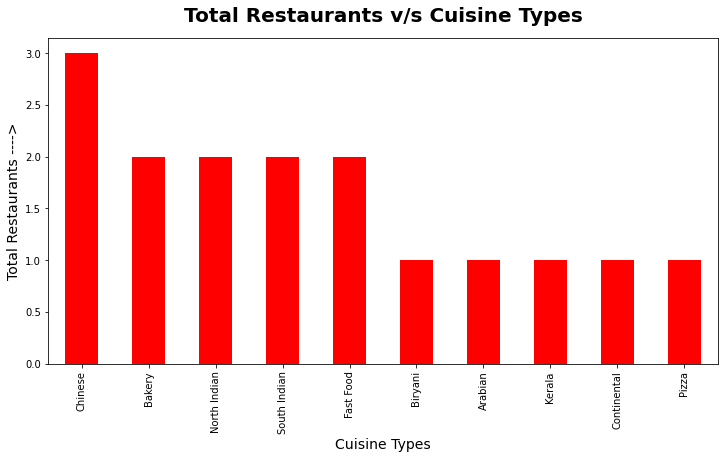 Total Restaurants v/s Cuisine Types
Total Restaurants ---->
3.0
2.5
2.0
1.5
1.0
0.5
0.0
Chinese
Bakery
North Indian
South Indian
Fast Food
Biryani
Arabian
Kerala
Continental
Pizza
Cuisine Types